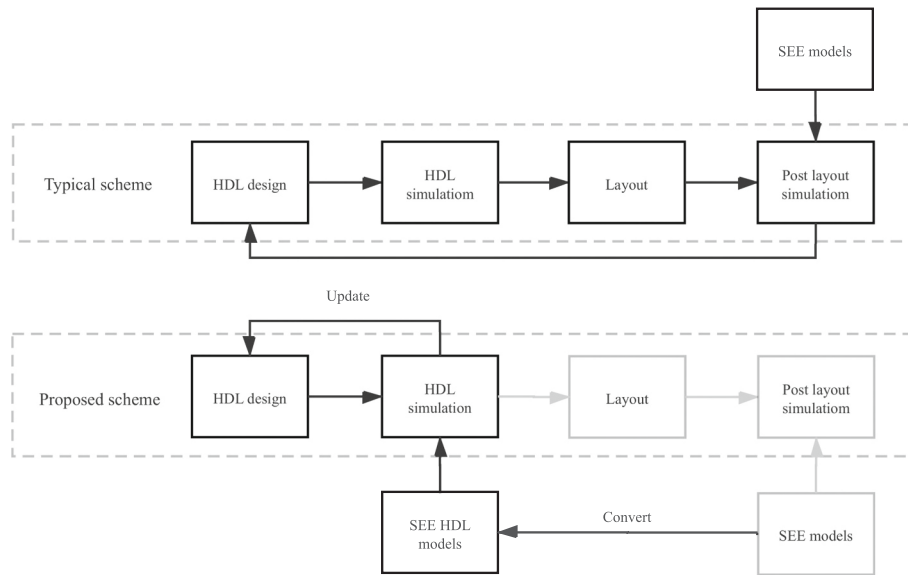 SEE models
Typical scheme
HDL design
HDL
simulatiom
Layout
Post layout
simulatiom
Update
Proposed scheme
HDL design
HDL
simulation
Layout
Post layout
simulatiom
SEE HDL
models
Convert
SEE models